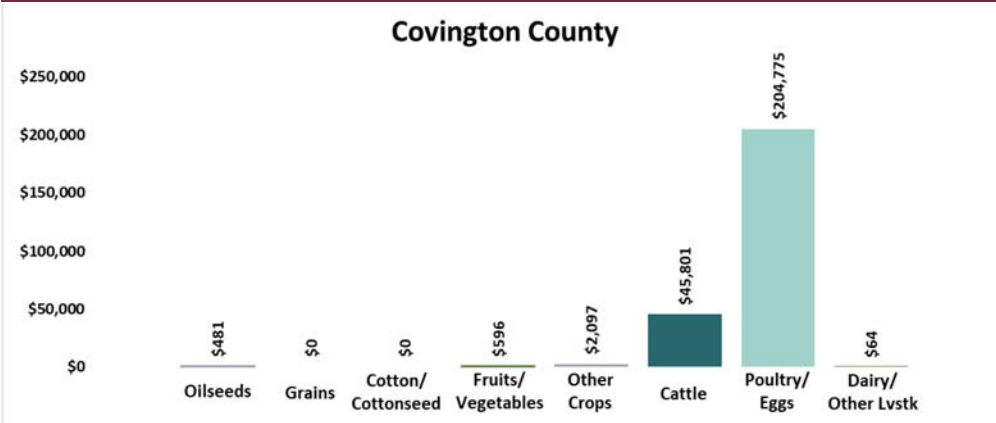 Covington County
$250,000
$200,000
$150,000
$100,000
$50,000
$0
$481
$0
$0
$596
$2,097
$45,801
$204,775
$64
Oilseeds
Grains
Cotton/
Cottonseed
Fruits/
Vegetables
Other
Crops
Cattle
Poultry/
Eggs
Dairy/
Other Lvstk